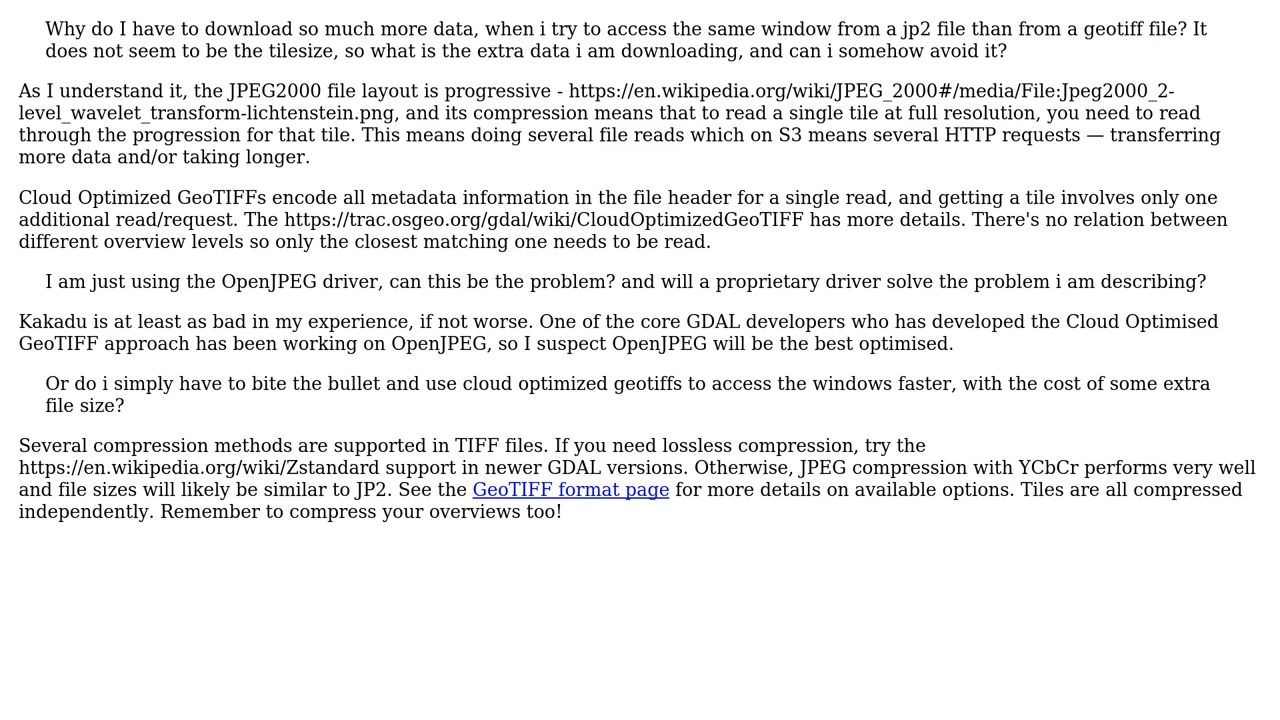 Why do I have to download so much more data, when i try to access the same window from a jp2 file than from a geotiff file? It
does not seem to be the tilesize, so what is the extra data i am downloading, and can i somehow avoid it?
As I understand it, the JPEG2000 file layout is progressive - https://en.wikipedia.org/wiki/JPEG_2000#/media/File:Jpeg2000_2-
level_wavelet_transform-lichtenstein.png, and its compression means that to read a single tile at full resolution, you need to read
through the progression for that tile. This means doing several file reads which on S3 means several HTTP requests — transferring
more data and/or taking longer.
Cloud Optimized GeoTIFFs encode all metadata information in the file header for a single read, and getting a tile involves only one
additional read/request. The https://trac.osgeo.org/gdal/wiki/CloudOptimizedGeoTIFF has more details. There's no relation between
different overview levels so only the closest matching one needs to be read.
I am just using the OpenJPEG driver, can this be the problem? and will a proprietary driver solve the problem i am describing?
Kakadu is at least as bad in my experience, if not worse. One of the core GDAL developers who has developed the Cloud Optimised
GeoTIFF approach has been working on OpenJPEG, so I suspect OpenJPEG will be the best optimised.
Or do i simply have to bite the bullet and use cloud optimized geotiffs to access the windows faster, with the cost of some extra
file size?
Several compression methods are supported in TIFF files. If you need lossless compression, try the
https://en.wikipedia.org/wiki/Zstandard support in newer GDAL versions. Otherwise, JPEG compression with YCbCr performs very well
and file sizes will likely be similar to JP2. See the GeoTIFF format page for more details on available options. Tiles are all compressed
independently. Remember to compress your overviews too!